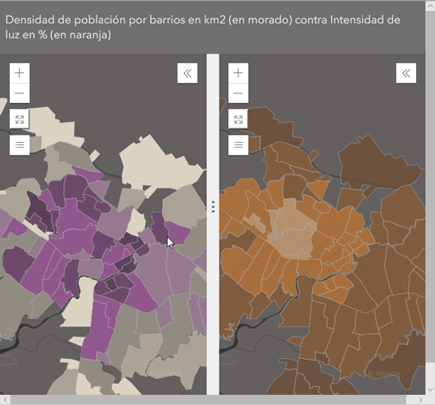 Densidad de población por barrios en km2 (en morado) contra Intensidad de
luz en % (en naranja)